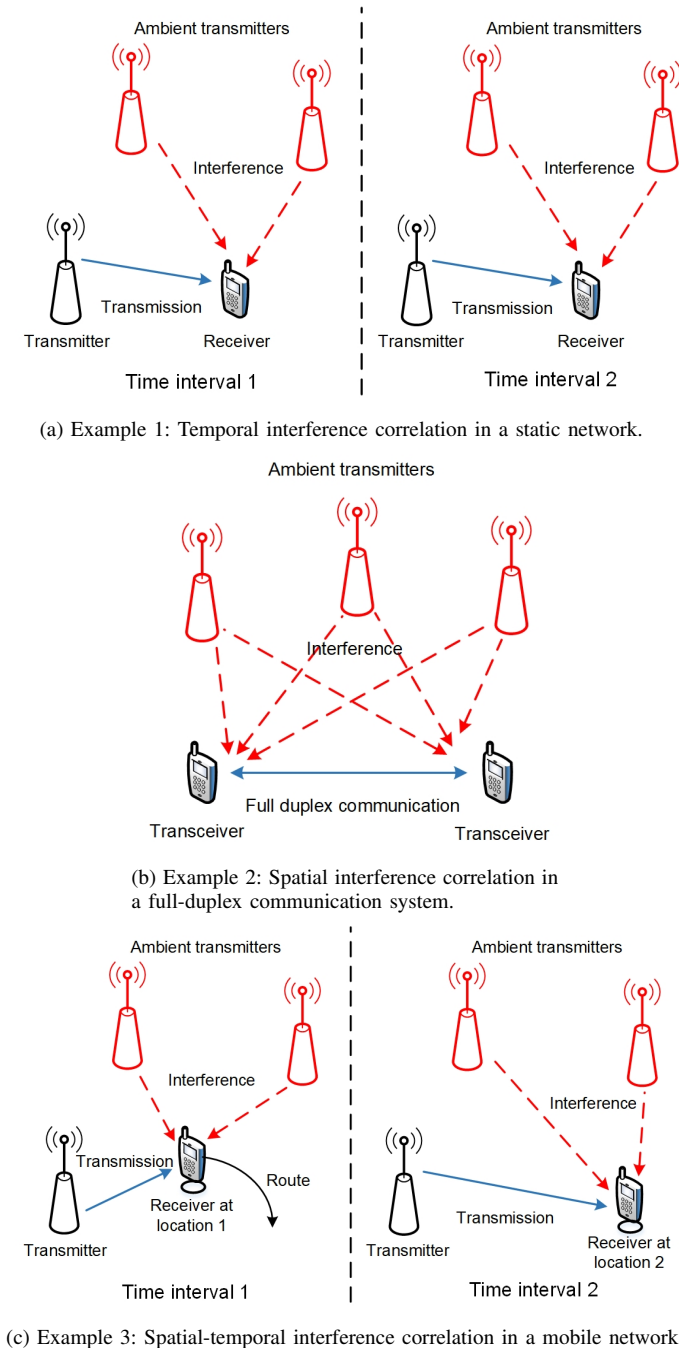 Ambient transmitters
Ambient transmitters
Interference
Interference
Transmission
Transmission
Transmitter
Receiver
Transmitter
Receiver
Time interval 1
Time interval 2
(a) Example 1: Temporal interference correlation in a static network.
Ambient transmitters
Interference
Full duplex communication
Transceiver
Transceiver
(b) Example 2: Spatial interference correlation in
a full-duplex communication system.
Ambient transmitters
Ambient transmitters
Interference
Interference
Transmission
Route
Receiver at
location 1
Transmitter
Transmission
Receiver at
location 2
Transmitter
Time interval 1
Time interval 2
(c) Example 3: Spatial-temporal interference correlation in a mobile network